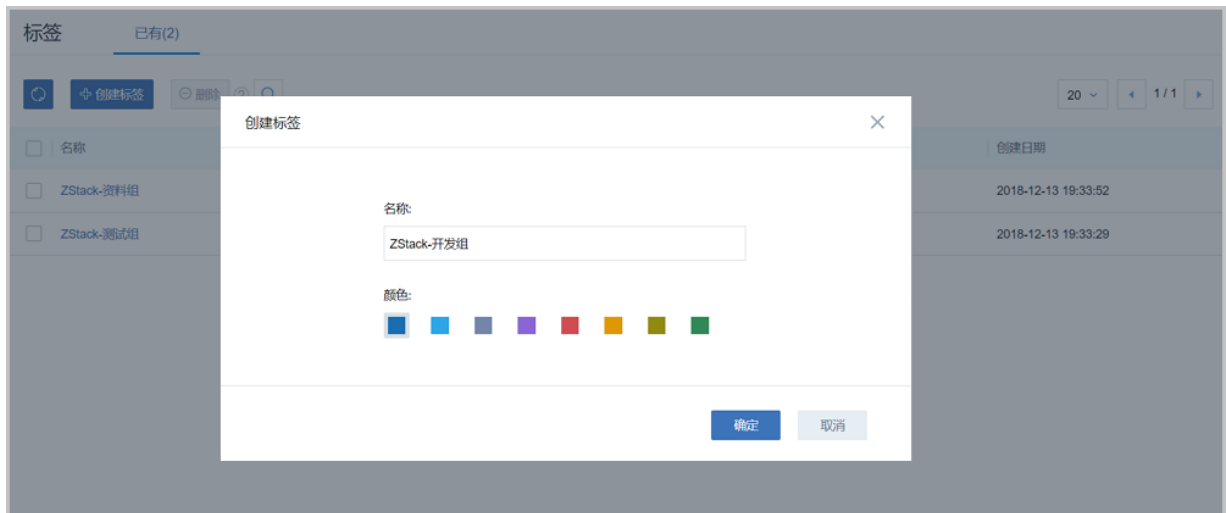 标签 已有(2)
创建标签 删除 ? 20 1 / 1
创建标签
名称 创建日期
ZStack-资料组 2018-12-13 19:33:52
ZStack-测试组 2018-12-13 19:33:29
名称:
ZStack-开发组
颜色:
确定 取消